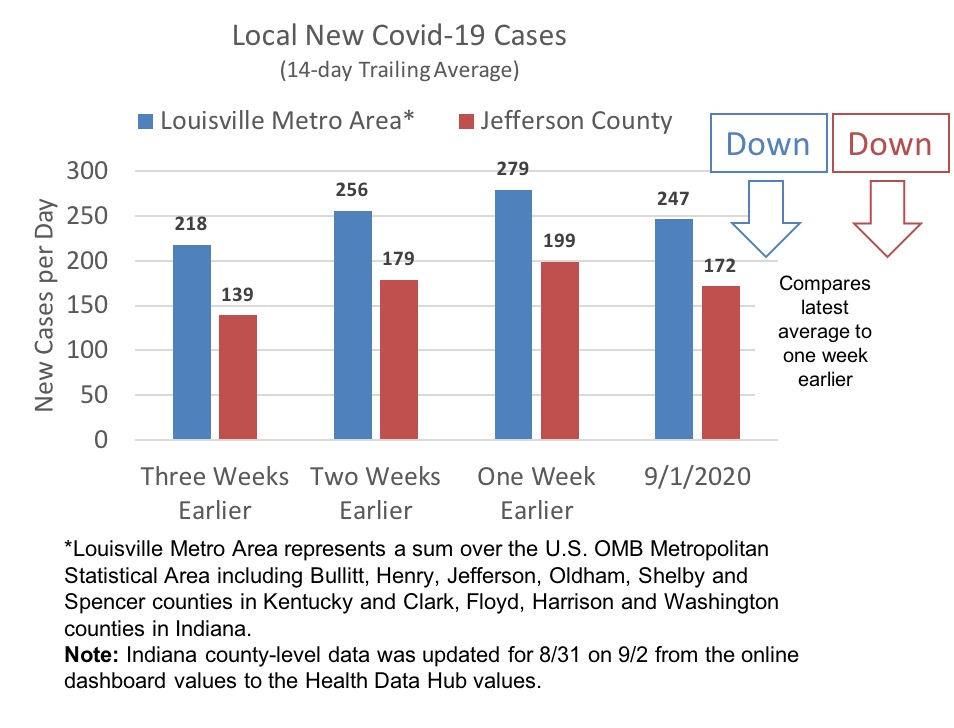 Local New Covid-19 Cases
(14-day Trailing Average)
Louisville Metro Area*
Jefferson County
Down
Down
New Cases per Day
300
250
200
150
100
50
0
218
139
256
179
279
199
247
172
Three Weeks
Earlier
Two Weeks
Earlier
One Week
Earlier
9/1/2020
Compares
latest
average to
one week
earlier
*Louisville Metro Area represents a sum over the U.S. OMB Metropolitan
Statistical Area including Bullitt, Henry, Jefferson, Oldham, Shelby and
Spencer counties in Kentucky and Clark, Floyd, Harrison and Washington
counties in Indiana.
Note: Indiana county-level data was updated for 8/31 on 9/2 from the online
dashboard values to the Health Data Hub values.